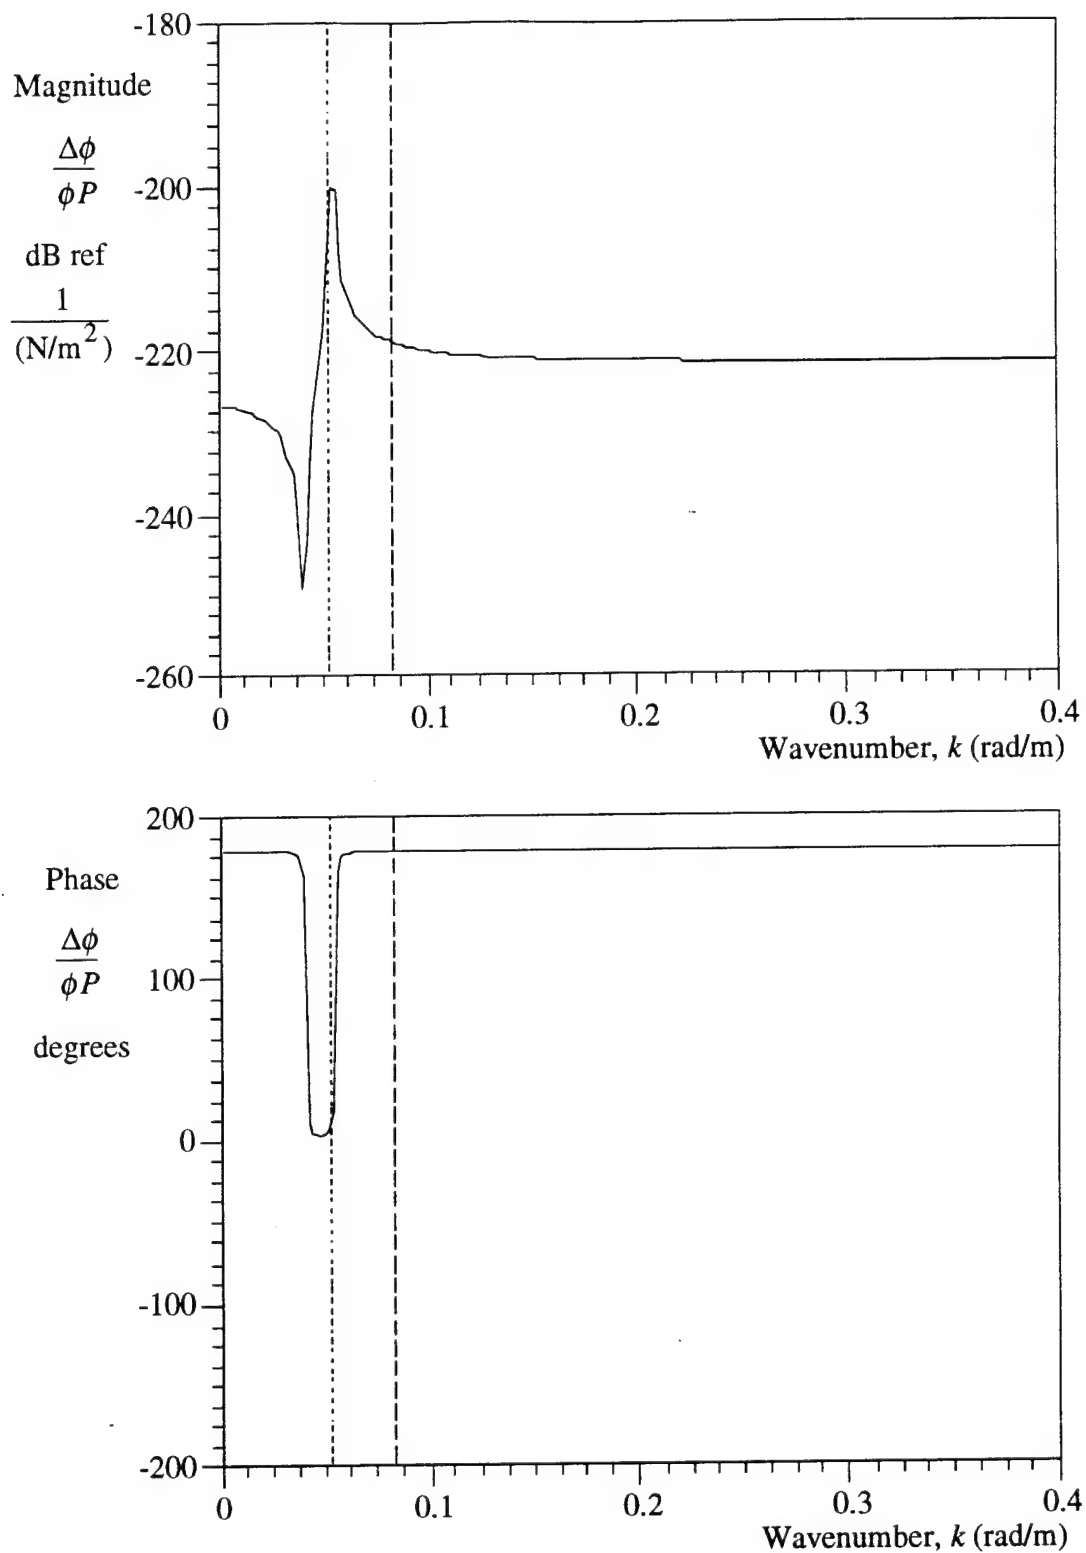 -180
Magnitude
Δϕ
ϕP
-200
dB ref
1
(N/m²)
-220
-240
-260
0 0.1 0.2 0.3 0.4
Wavenumber, k (rad/m)
200
Phase
Δϕ
ϕP
100
degrees
0
-100
-200
0 0.1 0.2 0.3 0.4
Wavenumber, k (rad/m)